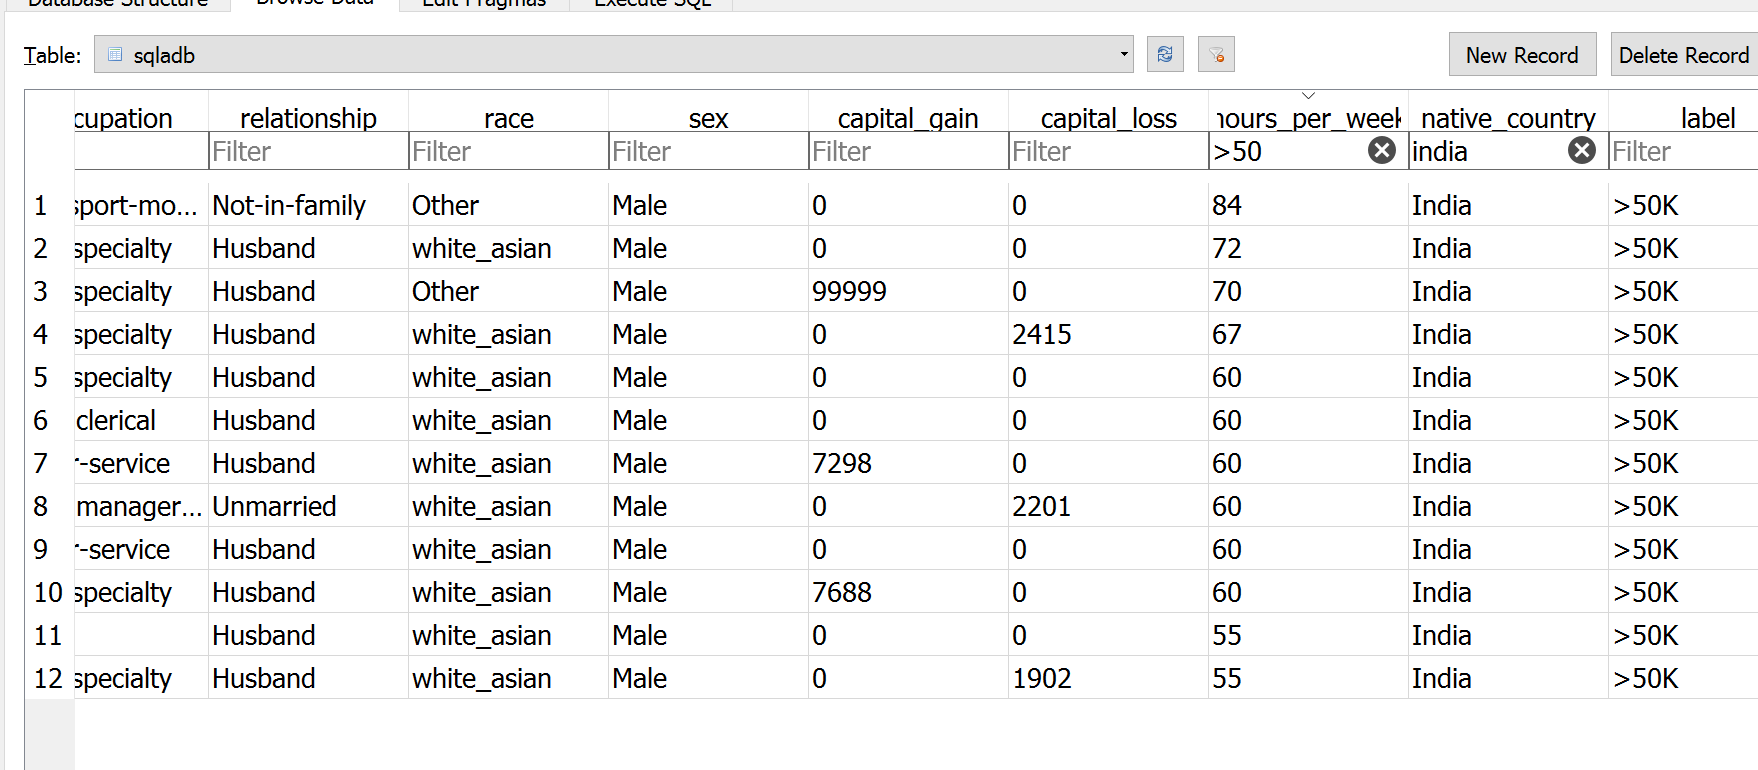 Database Structure Browse Data Edit Pragmas Execute SQL
Table: sqladb New Record Delete Record
cupation relationship race sex capital_gain capital_loss hours_per_week native_country label
Filter Filter Filter Filter Filter >50 india Filter
1 sport-mo... Not-in-family Other Male 0 0 84 India >50K
2 specialty Husband white_asian Male 0 0 72 India >50K
3 specialty Husband Other Male 99999 0 70 India >50K
4 specialty Husband white_asian Male 0 2415 67 India >50K
5 specialty Husband white_asian Male 0 0 60 India >50K
6 clerical Husband white_asian Male 0 0 60 India >50K
7 r-service Husband white_asian Male 7298 0 60 India >50K
8 manager... Unmarried white_asian Male 0 2201 60 India >50K
9 r-service Husband white_asian Male 0 0 60 India >50K
10 specialty Husband white_asian Male 7688 0 60 India >50K
11 Husband white_asian Male 0 0 55 India >50K
12 specialty Husband white_asian Male 0 1902 55 India >50K